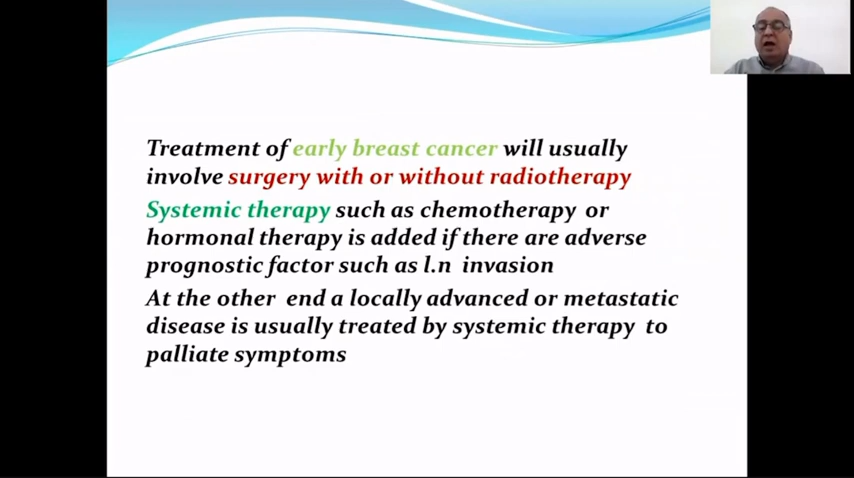 Treatment of early breast cancer will usually
involve surgery with or without radiotherapy
Systemic therapy such as chemotherapy or
hormonal therapy is added if there are adverse
prognostic factor such as l.n invasion
At the other end a locally advanced or metastatic
disease is usually treated by systemic therapy to
palliate symptoms